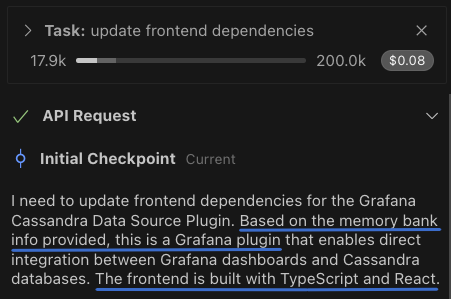 Task: update frontend dependencies
17.9k 200.0k $0.08
API Request
Initial Checkpoint Current
I need to update frontend dependencies for the Grafana
Cassandra Data Source Plugin. Based on the memory bank
info provided, this is a Grafana plugin that enables direct
integration between Grafana dashboards and Cassandra
databases. The frontend is built with TypeScript and React.